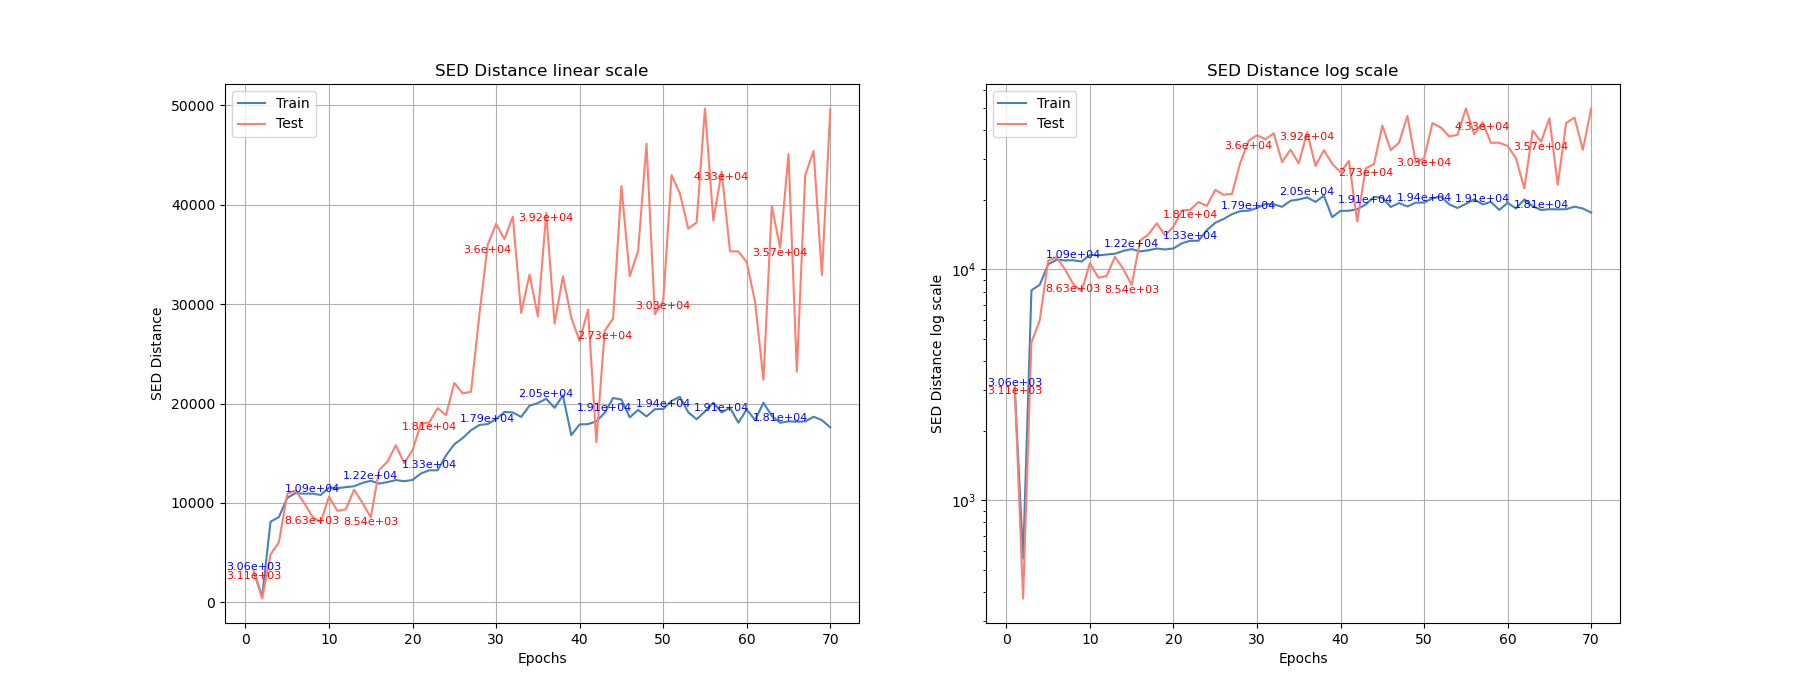 SED Distance linear scale
Train
Test
50000
40000
30000
20000
10000
0
SED Distance
3.06e+03
3.11e+03
1.09e+04
8.63e+03
1.22e+04
8.54e+03
1.33e+04
1.81e+04
1.79e+04
3.6e+04
2.05e+04
3.92e+04
1.91e+04
2.73e+04
1.94e+04
3.03e+04
1.91e+04
4.33e+04
1.81e+04
3.57e+04
0 10 20 30 40 50 60 70
Epochs
SED Distance log scale
Train
Test
10⁴
10³
SED Distance log scale
3.06e+03
3.11e+03
1.09e+04
8.63e+03
1.22e+04
8.54e+03
1.33e+04
1.81e+04
1.79e+04
3.6e+04
2.05e+04
3.92e+04
1.91e+04
2.73e+04
1.94e+04
3.03e+04
1.91e+04
4.33e+04
1.81e+04
3.57e+04
0 10 20 30 40 50 60 70
Epochs